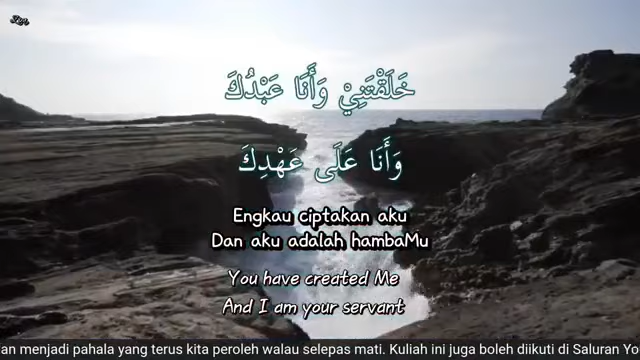 خَلَقْتَنِيْ وَأَنَا عَبْدُكَ
وَأَنَا عَلَى عَهْدِكَ
Engkau ciptakan aku
Dan aku adalah hambaMu
You have created Me
And I am your servant
an menjadi pahala yang terus kita peroleh walau selepas mati. Kuliah ini juga boleh diikuti di Saluran Yo